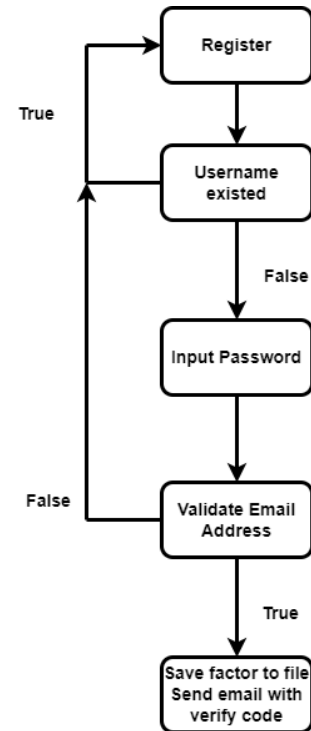 Register
True
Username
existed
False
Input Password
False
Validate Email
Address
True
Save factor to file
Send email with
verify code